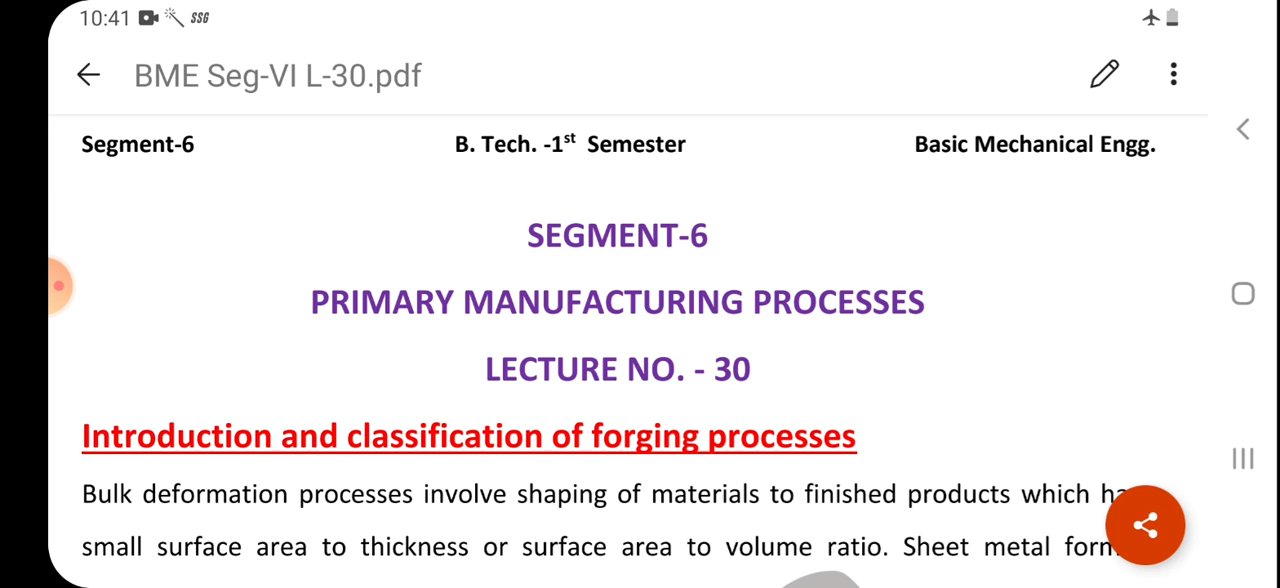 10:41 SSG
BME Seg-VI L-30.pdf
Segment-6 B. Tech. -1st Semester Basic Mechanical Engg.
SEGMENT-6
PRIMARY MANUFACTURING PROCESSES
LECTURE NO. - 30
Introduction and classification of forging processes
Bulk deformation processes involve shaping of materials to finished products which
small surface area to thickness or surface area to volume ratio. Sheet metal